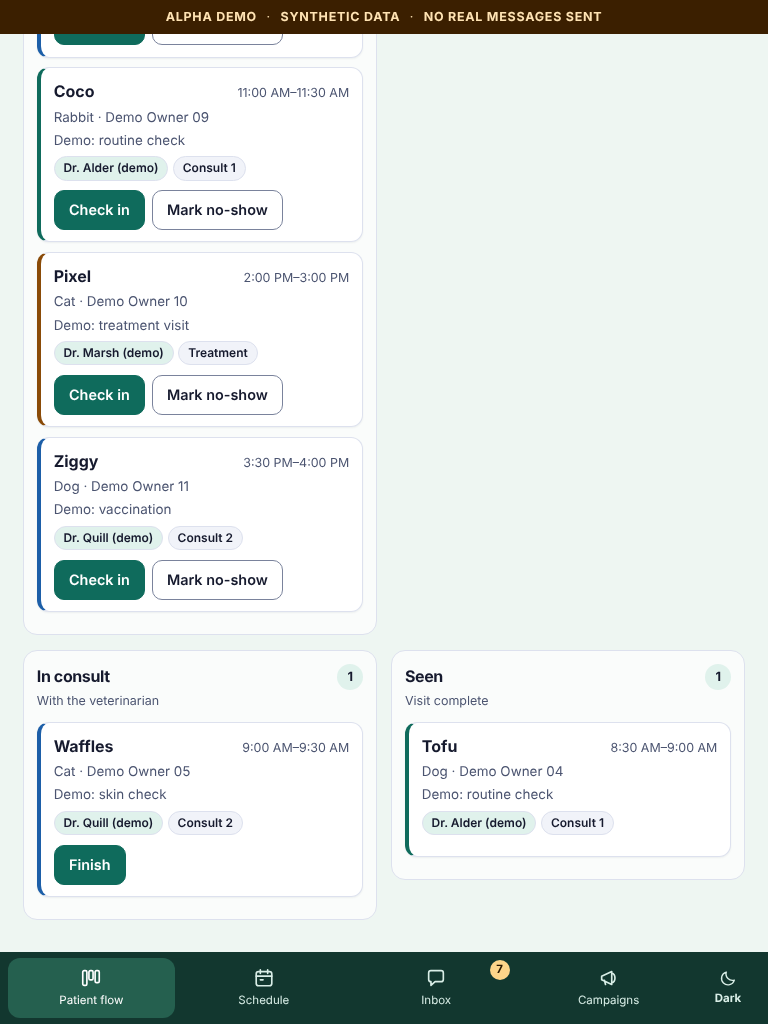 ALPHA DEMO · SYNTHETIC DATA · NO REAL MESSAGES SENT
Coco
11:00 AM–11:30 AM
Rabbit · Demo Owner 09
Demo: routine check
Dr. Alder (demo)
Consult 1
Check in
Mark no-show
Pixel
2:00 PM–3:00 PM
Cat · Demo Owner 10
Demo: treatment visit
Dr. Marsh (demo)
Treatment
Check in
Mark no-show
Ziggy
3:30 PM–4:00 PM
Dog · Demo Owner 11
Demo: vaccination
Dr. Quill (demo)
Consult 2
Check in
Mark no-show
In consult
1
With the veterinarian
Waffles
9:00 AM–9:30 AM
Cat · Demo Owner 05
Demo: skin check
Dr. Quill (demo)
Consult 2
Finish
Seen
1
Visit complete
Tofu
8:30 AM–9:00 AM
Dog · Demo Owner 04
Demo: routine check
Dr. Alder (demo)
Consult 1
Patient flow
Schedule
Inbox
7
Campaigns
Dark